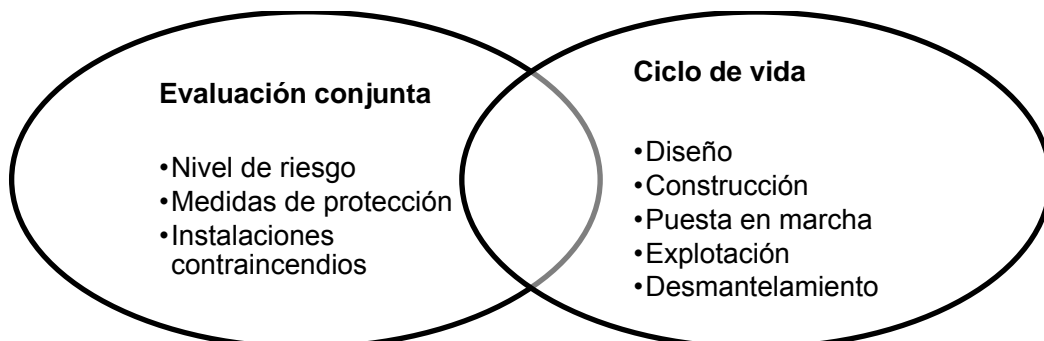 Evaluación conjunta
•Nivel de riesgo
•Medidas de protección
•Instalaciones
contraincendios
Ciclo de vida
•Diseño
•Construcción
•Puesta en marcha
•Explotación
•Desmantelamiento